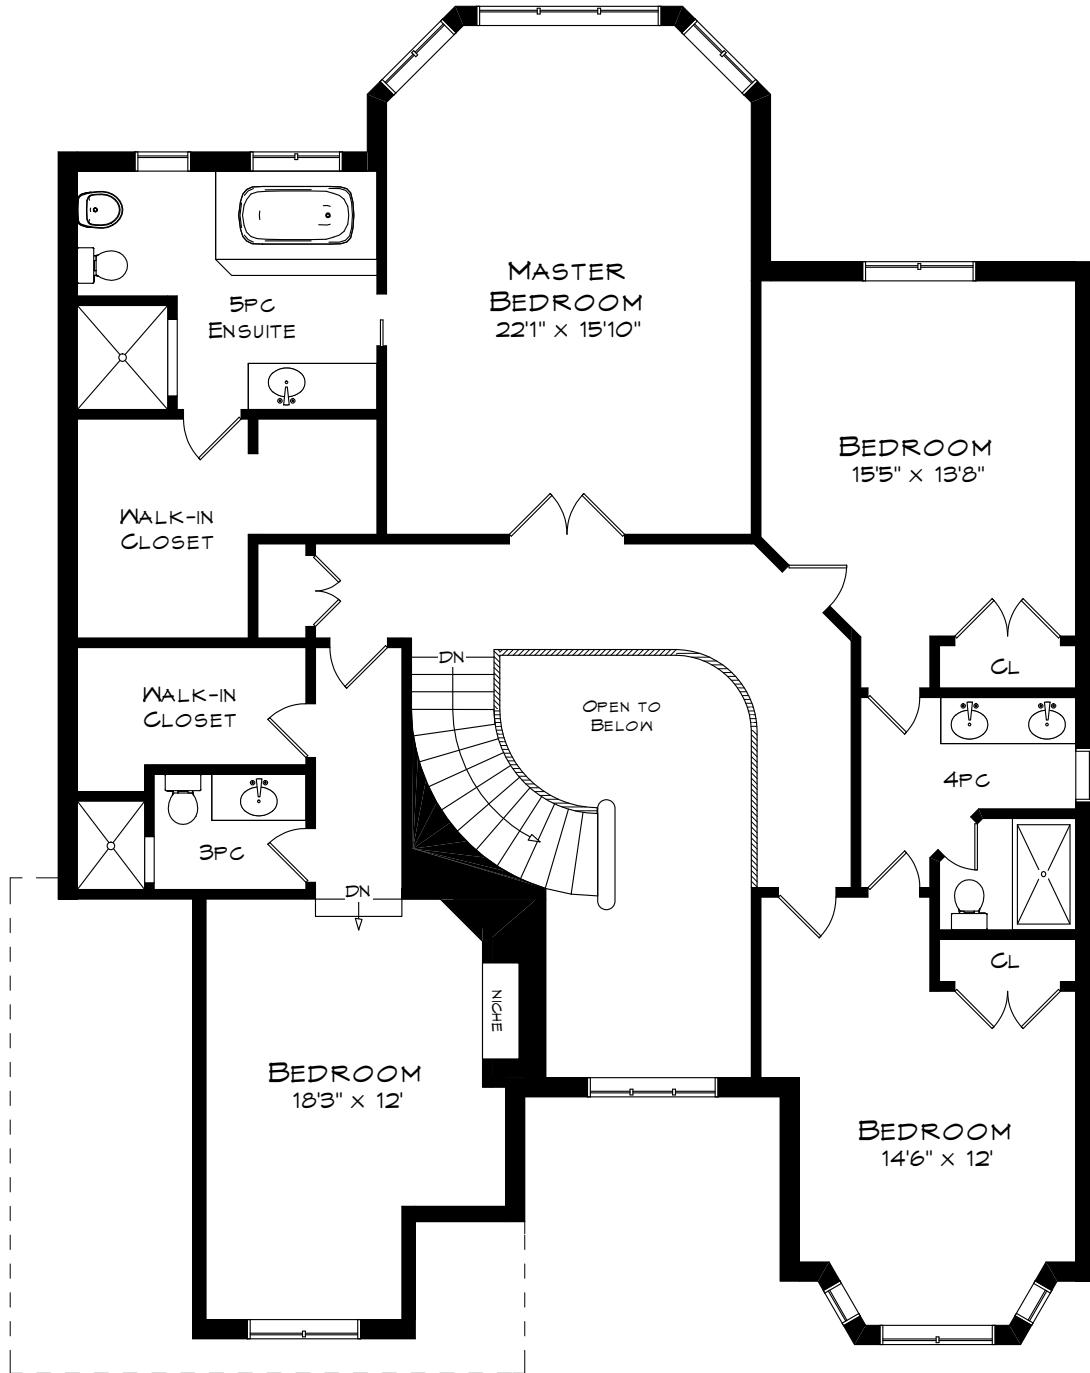 MASTER
BEDROOM
22'1" x 15'10"
5PC
ENSUITE
BEDROOM
15'5" x 13'8"
WALK-IN
CLOSET
DN
CL
WALK-IN
CLOSET
OPEN TO
BELOW
4PC
3PC
DN
CL
NICHE
BEDROOM
18'3" x 12'
BEDROOM
14'6" x 12'